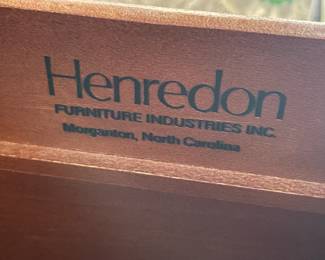 Henredon
FURNITURE INDUSTRIES INC.
Morganton, North Carolina